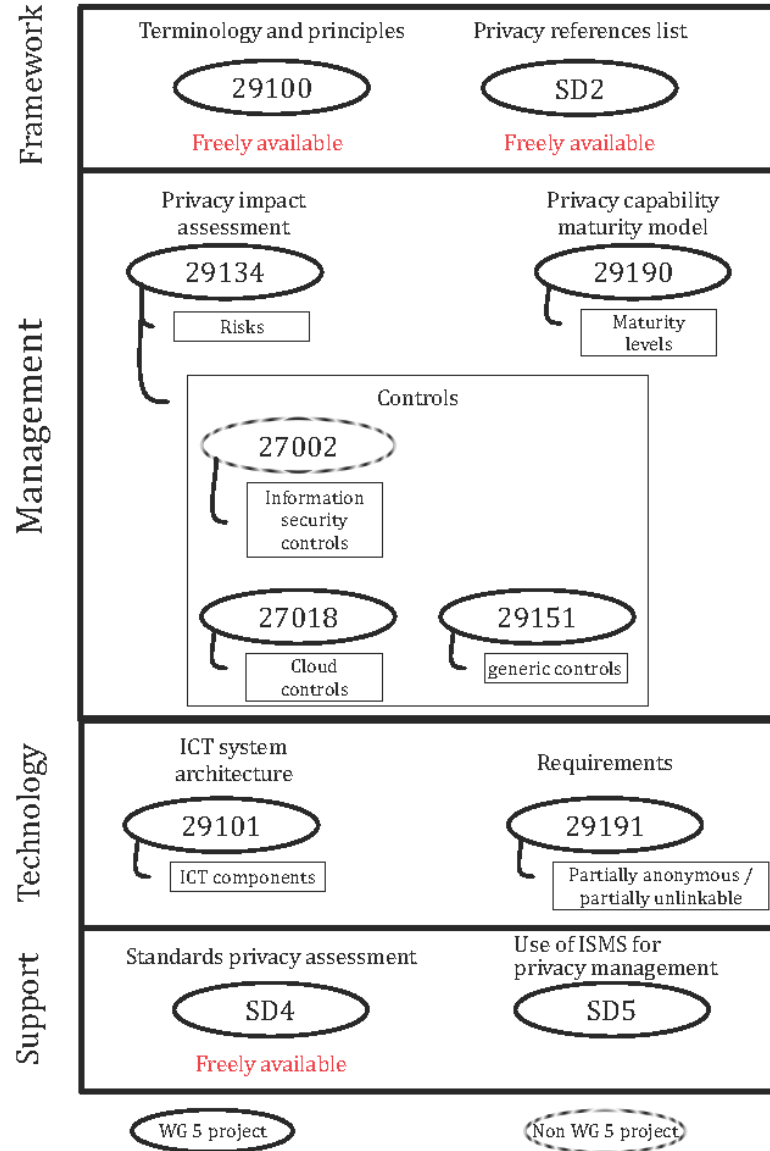 Framework
Terminology and principles
29100
Freely available
Privacy references list
SD2
Freely available
Management
Privacy impact
assessment
29134
Risks
Privacy capability
maturity model
29190
Maturity
levels
Controls
27002
Information
security
controls
27018
Cloud
controls
29151
generic controls
Technology
ICT system
architecture
29101
ICT components
Requirements
29191
Partially anonymous /
partially unlinkable
Support
Standards privacy assessment
SD4
Freely available
Use of ISMS for
privacy management
SD5
WG 5 project
Non WG 5 project